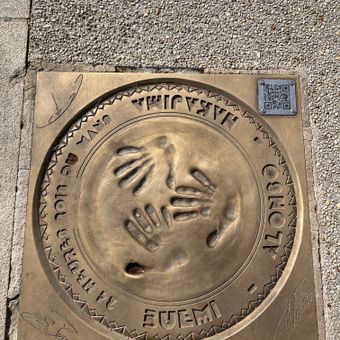 24 HEURES DU MANS
NAKAJIMA - ALONSO - BUEMI